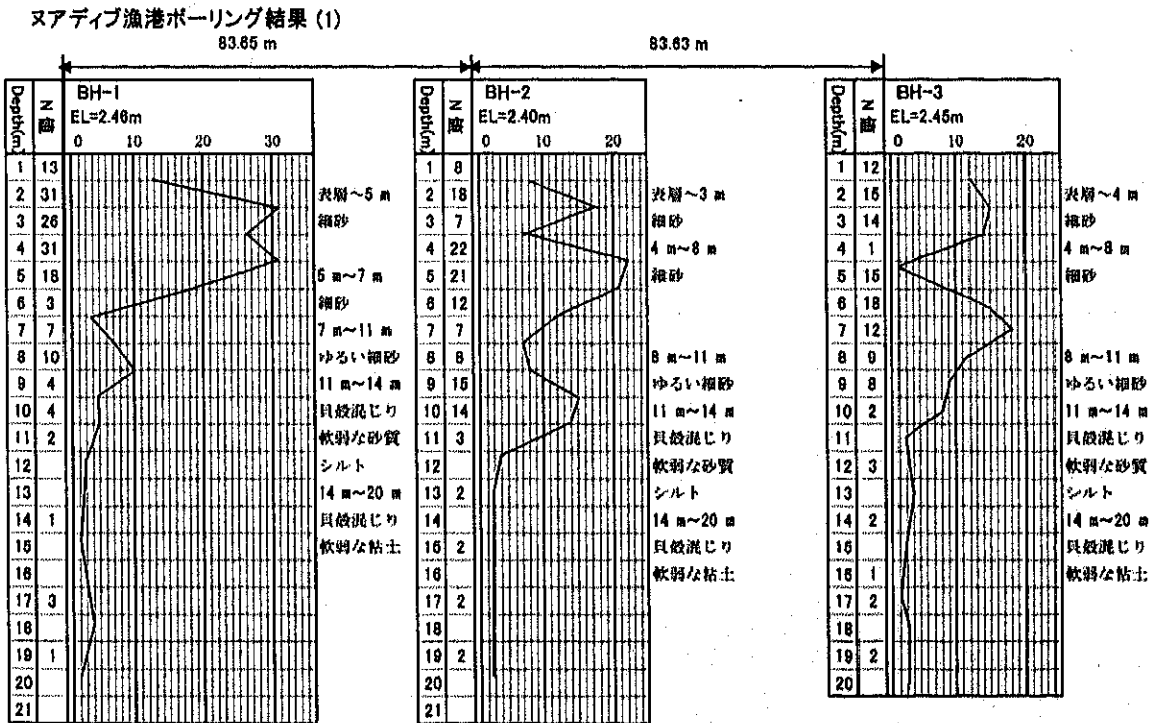 ヌアディブ漁港ボーリング結果 (1)
83.65 m
83.63 m
Depth(m)
N値
BH-1
EL=2.46m
0 10 20 30
1 13
2 31
3 26
4 31
5 18
6 3
7 7
8 10
9 4
10 4
11 2
12
13
14 1
15
16
17 3
18
19 1
20
21
表層～5 m
細砂
5 m～7 m
細砂
7 m～11 m
ゆるい細砂
11 m～14 m
貝殻混じり
軟弱な砂質
シルト
14 m～20 m
貝殻混じり
軟弱な粘土
Depth(m)
N値
BH-2
EL=2.40m
0 10 20
1 8
2 18
3 7
4 22
5 21
6 12
7 7
8 8
9 15
10 14
11 3
12
13 2
14
15 2
16
17 2
18
19 2
20
21
表層～3 m
細砂
4 m～8 m
細砂
8 m～11 m
ゆるい細砂
11 m～14 m
貝殻混じり
軟弱な砂質
シルト
14 m～20 m
貝殻混じり
軟弱な粘土
Depth(m)
N値
BH-3
EL=2.45m
0 10 20
1 12
2 15
3 14
4 1
5 15
6 18
7 12
8 9
9 8
10 2
11
12 3
13
14 2
15
16 1
17 2
18
19 2
20
表層～4 m
細砂
4 m～8 m
細砂
8 m～11 m
ゆるい細砂
11 m～14 m
貝殻混じり
軟弱な砂質
シルト
14 m～20 m
貝殻混じり
軟弱な粘土